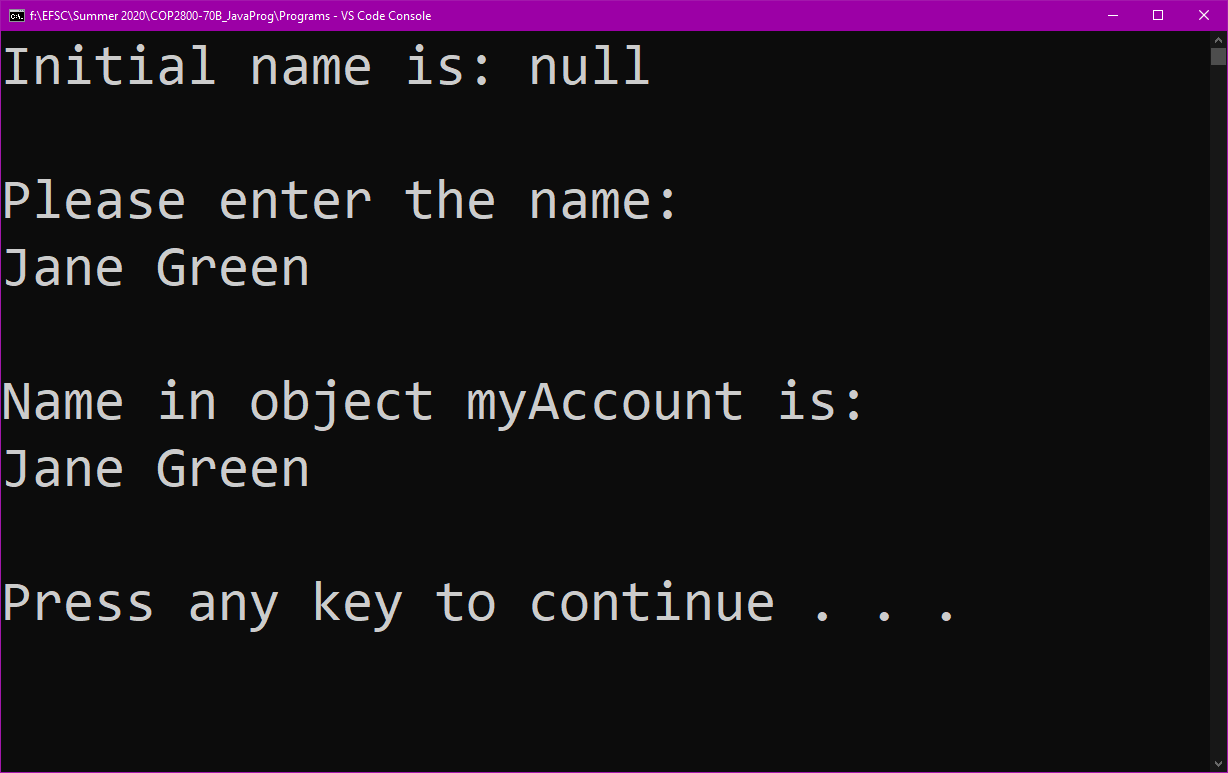 f:\EFSC\Summer 2020\COP2800-70B_JavaProg\Programs - VS Code Console
Initial name is: null
Please enter the name:
Jane Green
Name in object myAccount is:
Jane Green
Press any key to continue . . .